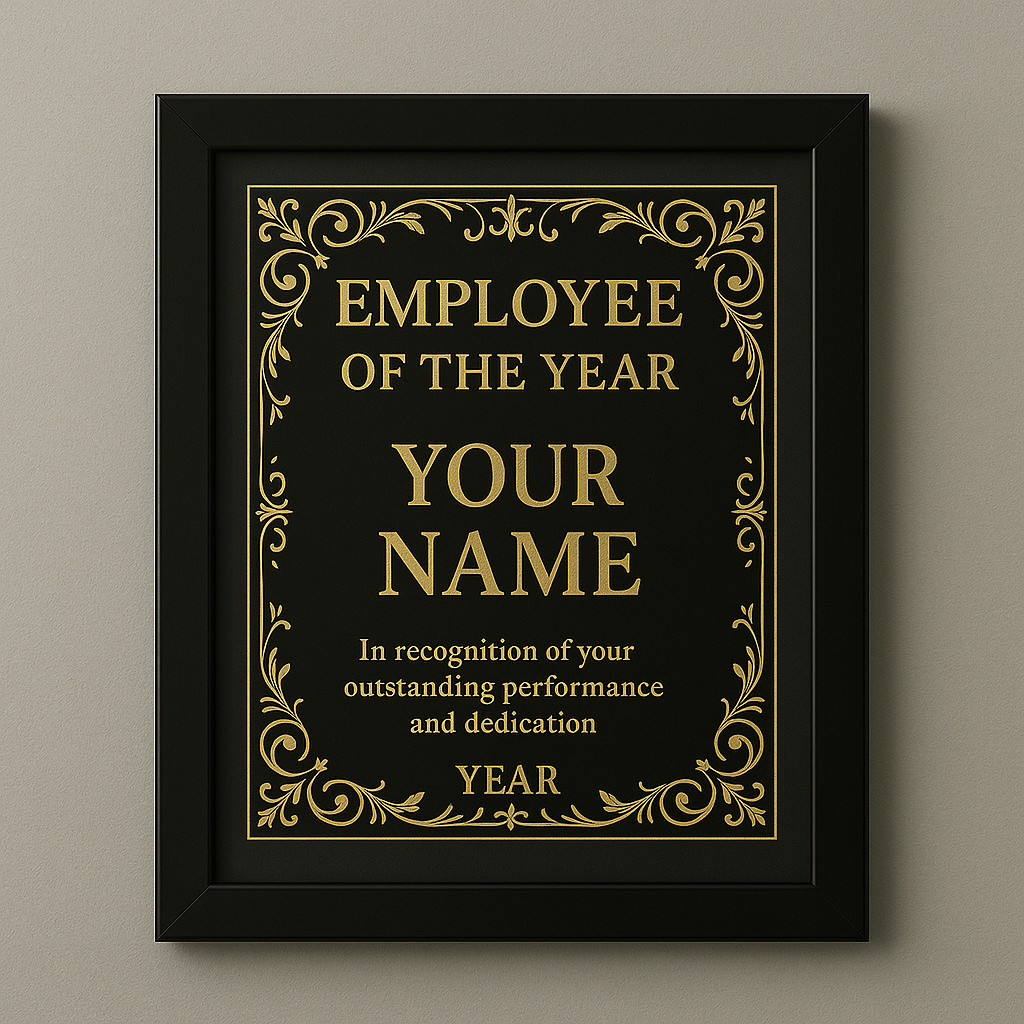 EMPLOYEE
OF THE YEAR
YOUR
NAME
In recognition of your
outstanding performance
and dedication
YEAR